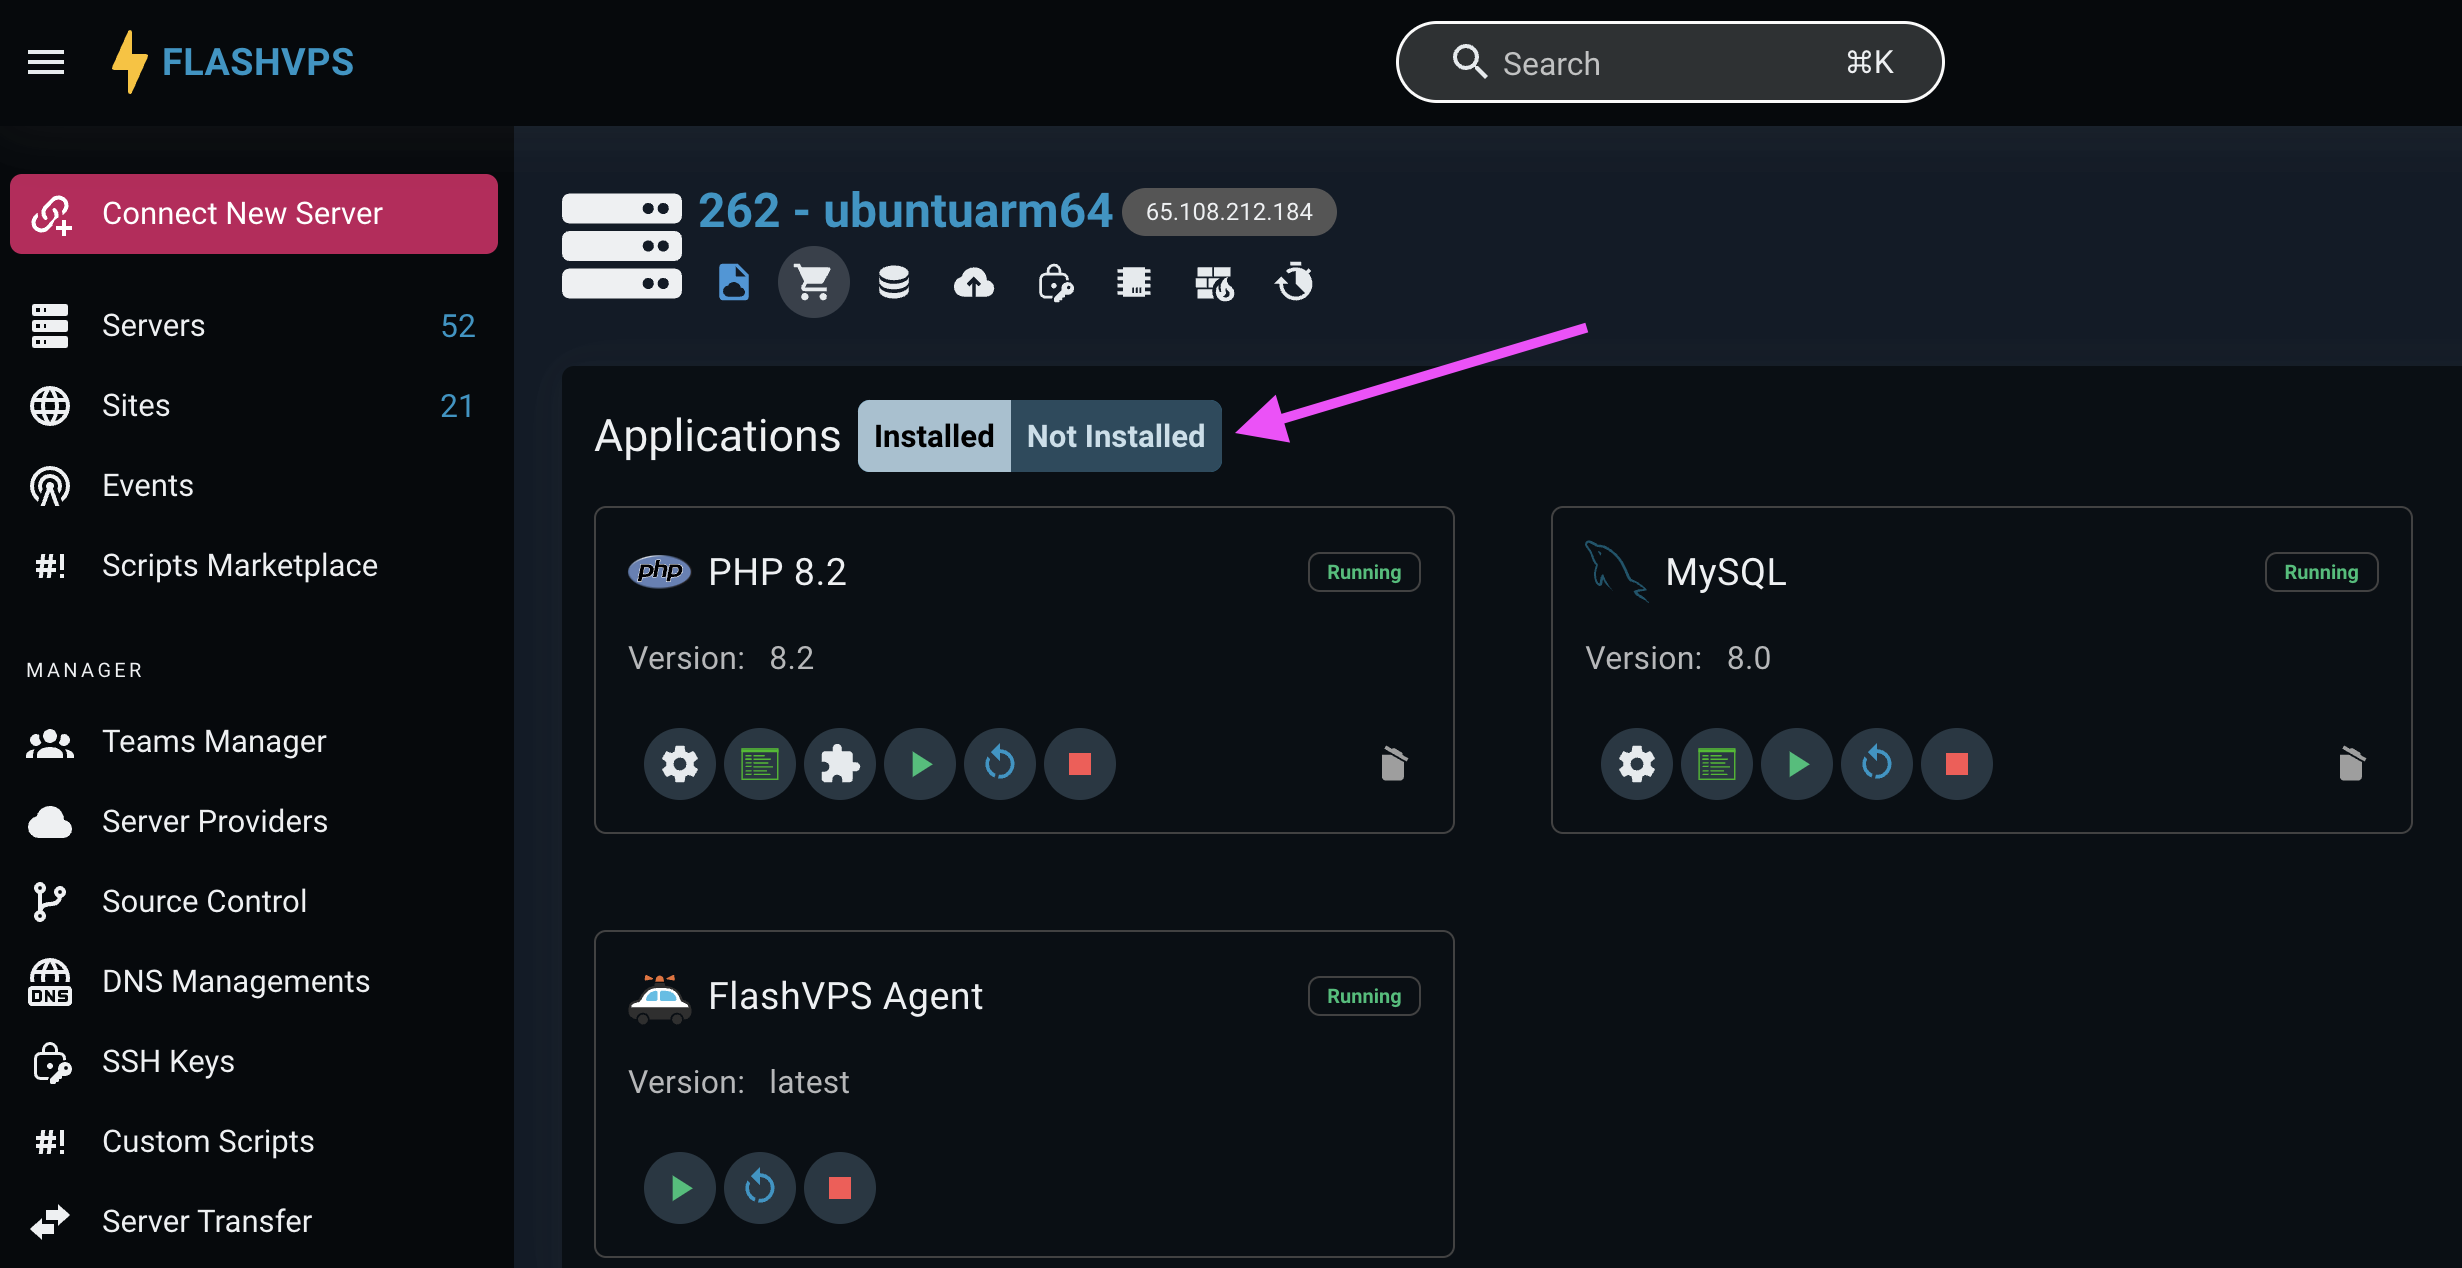 FLASHVPS
Search ⌘K
Connect New Server
262 - ubuntuarm64 65.108.212.184
Servers 52
Sites 21
Events
#! Scripts Marketplace
MANAGER
Teams Manager
Server Providers
Source Control
DNS DNS Managements
SSH Keys
#! Custom Scripts
Server Transfer
Applications Installed Not Installed
php PHP 8.2 Running
Version: 8.2
MySQL Running
Version: 8.0
FlashVPS Agent Running
Version: latest